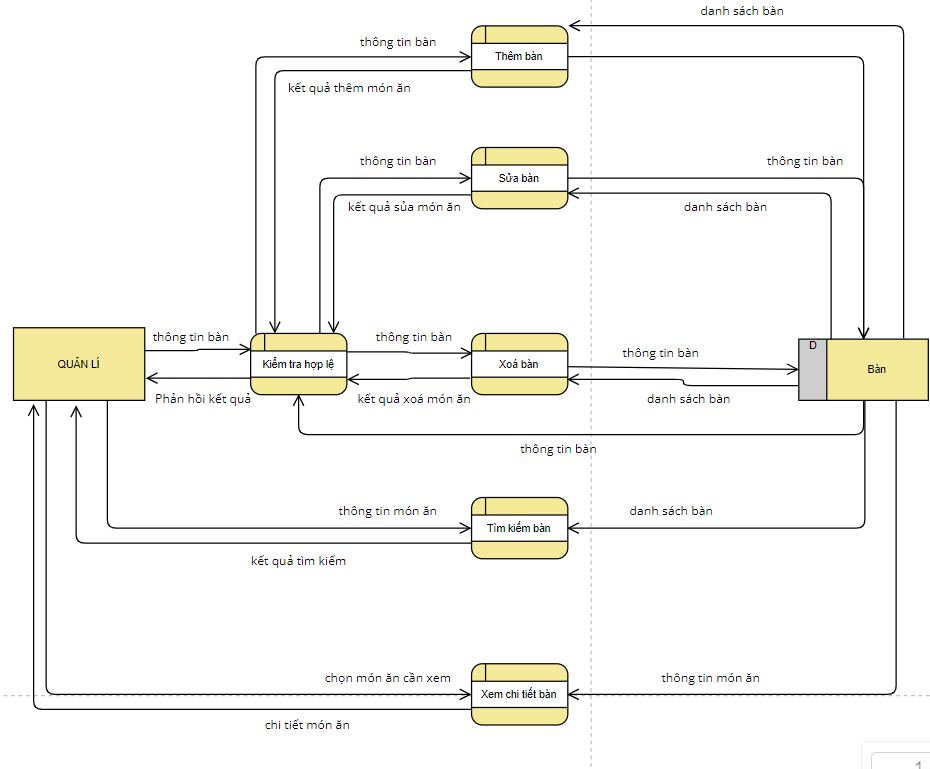 danh sách bàn
thông tin bàn
Thêm bàn
kết quả thêm món ăn
thông tin bàn
thông tin bàn
Sửa bàn
kết quả sủa món ăn
danh sách bàn
thông tin bàn
thông tin bàn
D
thông tin bàn
QUẢN LÍ
Kiểm tra hợp lệ
Xoá bàn
Bàn
Phản hồi kết quả
kết quả xoá món ăn
danh sách bàn
thông tin bàn
thông tin món ăn
danh sách bàn
Tìm kiếm bàn
kết quả tìm kiếm
chọn món ăn cần xem
thông tin món ăn
Xem chi tiết bàn
chi tiết món ăn
1